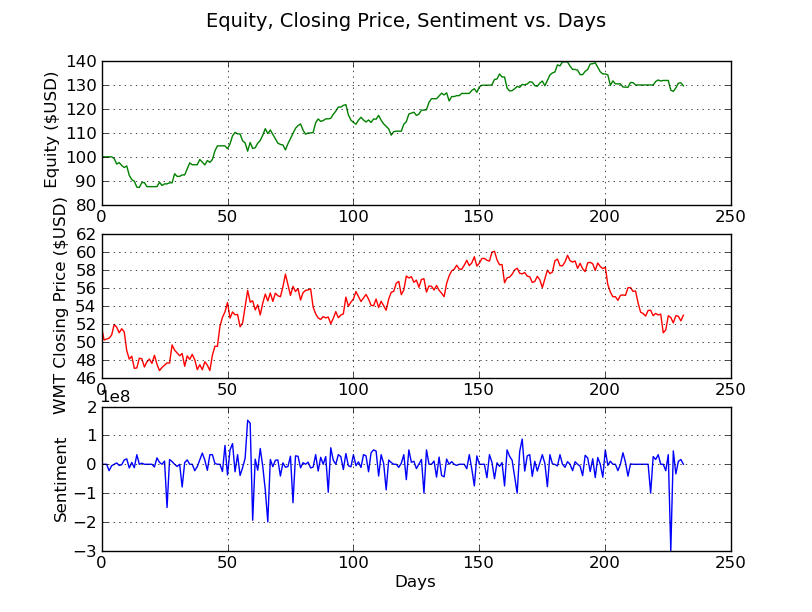 Equity, Closing Price, Sentiment vs. Days
Equity ($USD)
140
130
120
110
100
90
80
0 50 100 150 200 250
WMT Closing Price ($USD)
62
60
58
56
54
52
50
48
46
0 50 100 150 200 250
1e8
Sentiment
2
1
0
−1
−2
−3
0 50 100 150 200 250
Days